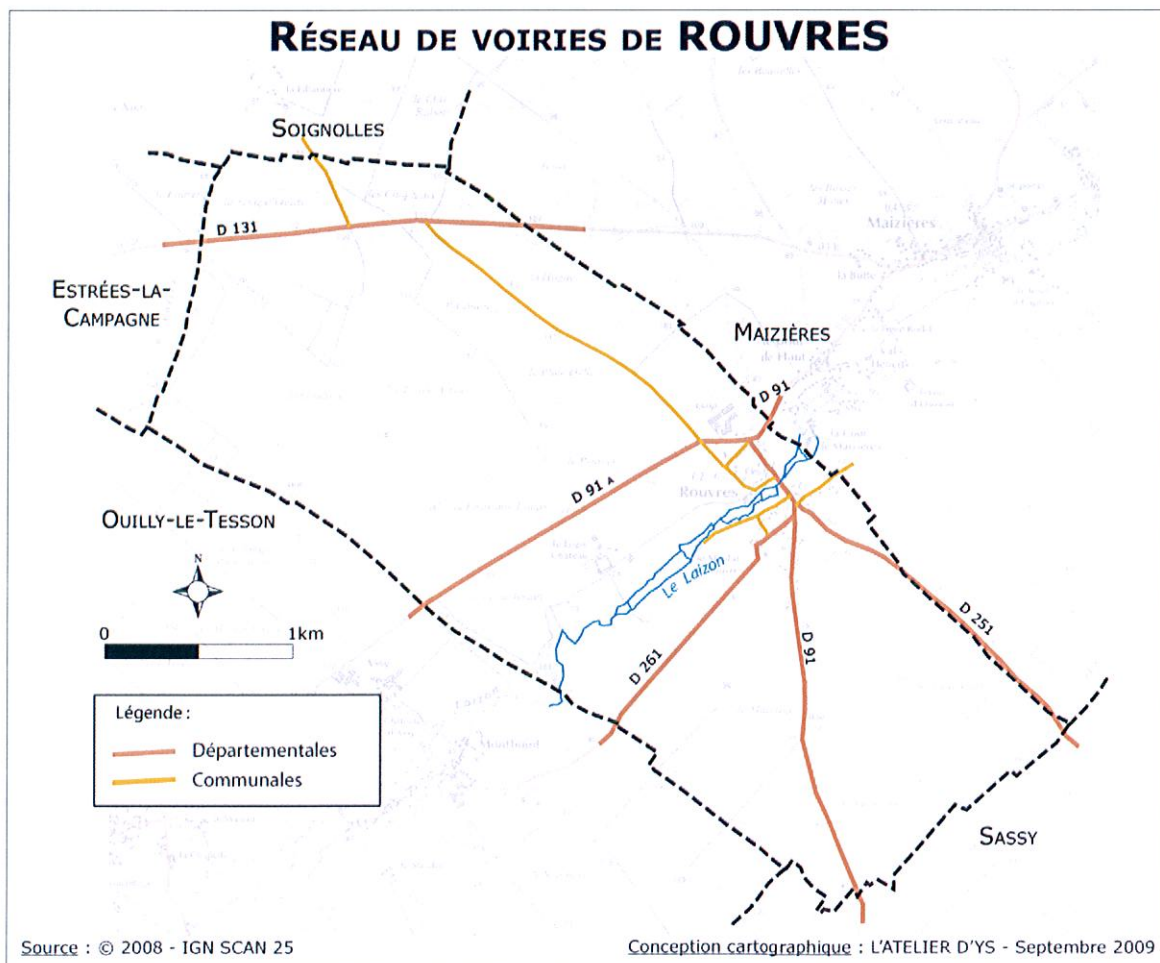 RÉSEAU DE VOIRIES DE ROUVRES
SOIGNOLLES
D 131
ESTRÉES-LA-
CAMPAGNE
Maizières
MAIZIÈRES
D 91
D 91 A
Rouvres
OUILLY-LE-TESSON
N
Le Laizon
0 1km
D 251
D 261
D 91
Légende :
Départementales
Communales
SASSY
Source : © 2008 - IGN SCAN 25
Conception cartographique : L'ATELIER D'YS - Septembre 2009